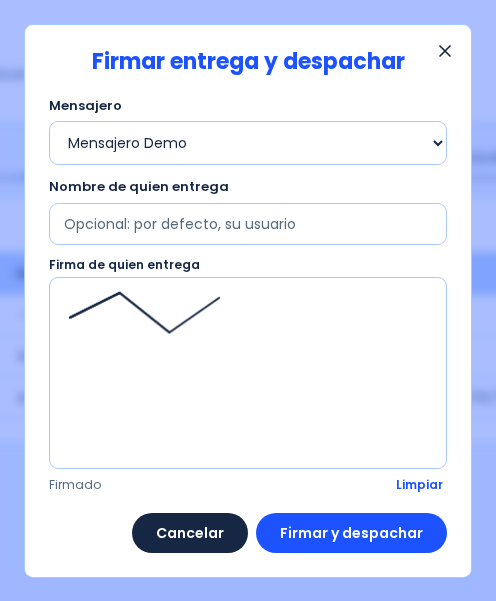 Firmar entrega y despachar
Mensajero
Mensajero Demo
Nombre de quien entrega
Opcional: por defecto, su usuario
Firma de quien entrega
Firmado
Limpiar
Cancelar
Firmar y despachar